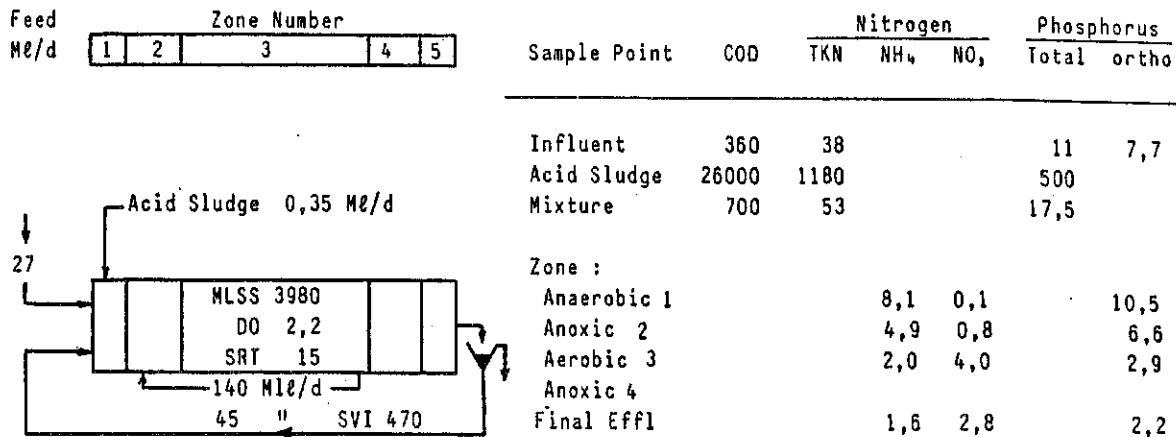 Feed Zone Number
Mℓ/d 1 2 3 4 5
Nitrogen Phosphorus
Sample Point COD TKN NH₄ NO₃ Total ortho
Influent 360 38 11 7,7
Acid Sludge 26000 1180 500
Mixture 700 53 17,5
Acid Sludge 0,35 Mℓ/d
27
MLSS 3980
DO 2,2
SRT 15
140 Mlℓ/d
45 " SVI 470
Zone :
Anaerobic 1 8,1 0,1 10,5
Anoxic 2 4,9 0,8 6,6
Aerobic 3 2,0 4,0 2,9
Anoxic 4
Final Effl 1,6 2,8 2,2